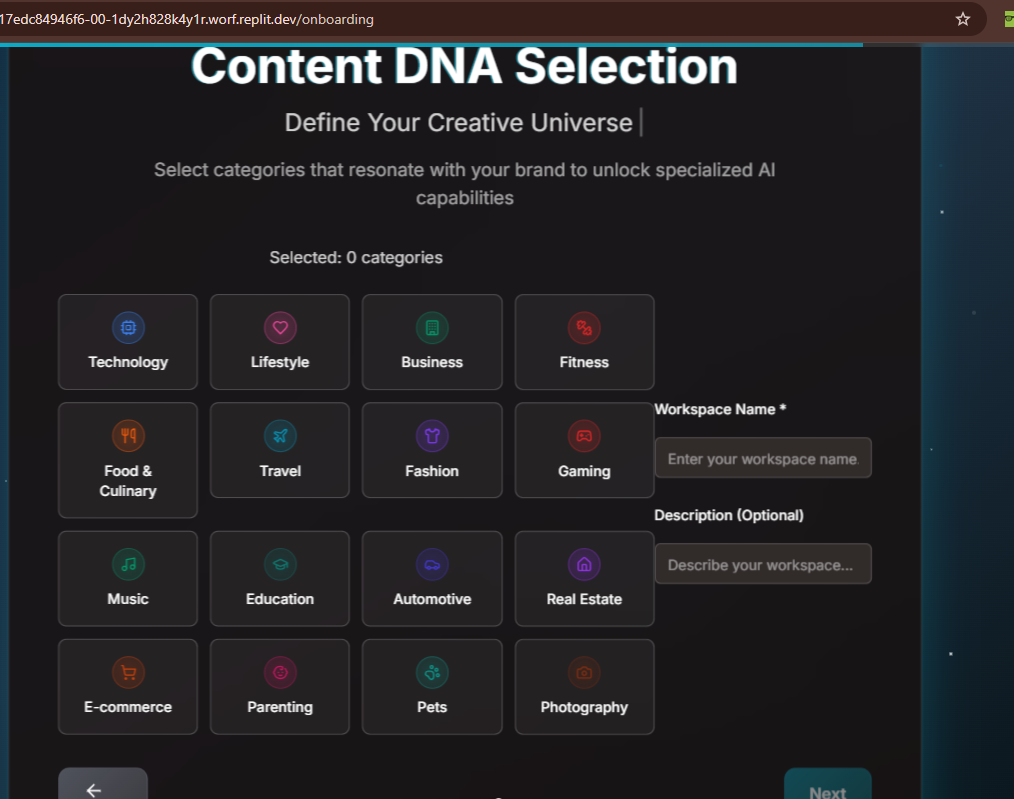 17edc84946f6-00-1dy2h828k4y1r.worf.replit.dev/onboarding
Content DNA Selection
Define Your Creative Universe
Select categories that resonate with your brand to unlock specialized AI
capabilities
Selected: 0 categories
Technology
Lifestyle
Business
Fitness
Food &
Culinary
Travel
Fashion
Gaming
Workspace Name *
Enter your workspace name
Description (Optional)
Describe your workspace...
Music
Education
Automotive
Real Estate
E-commerce
Parenting
Pets
Photography
Next